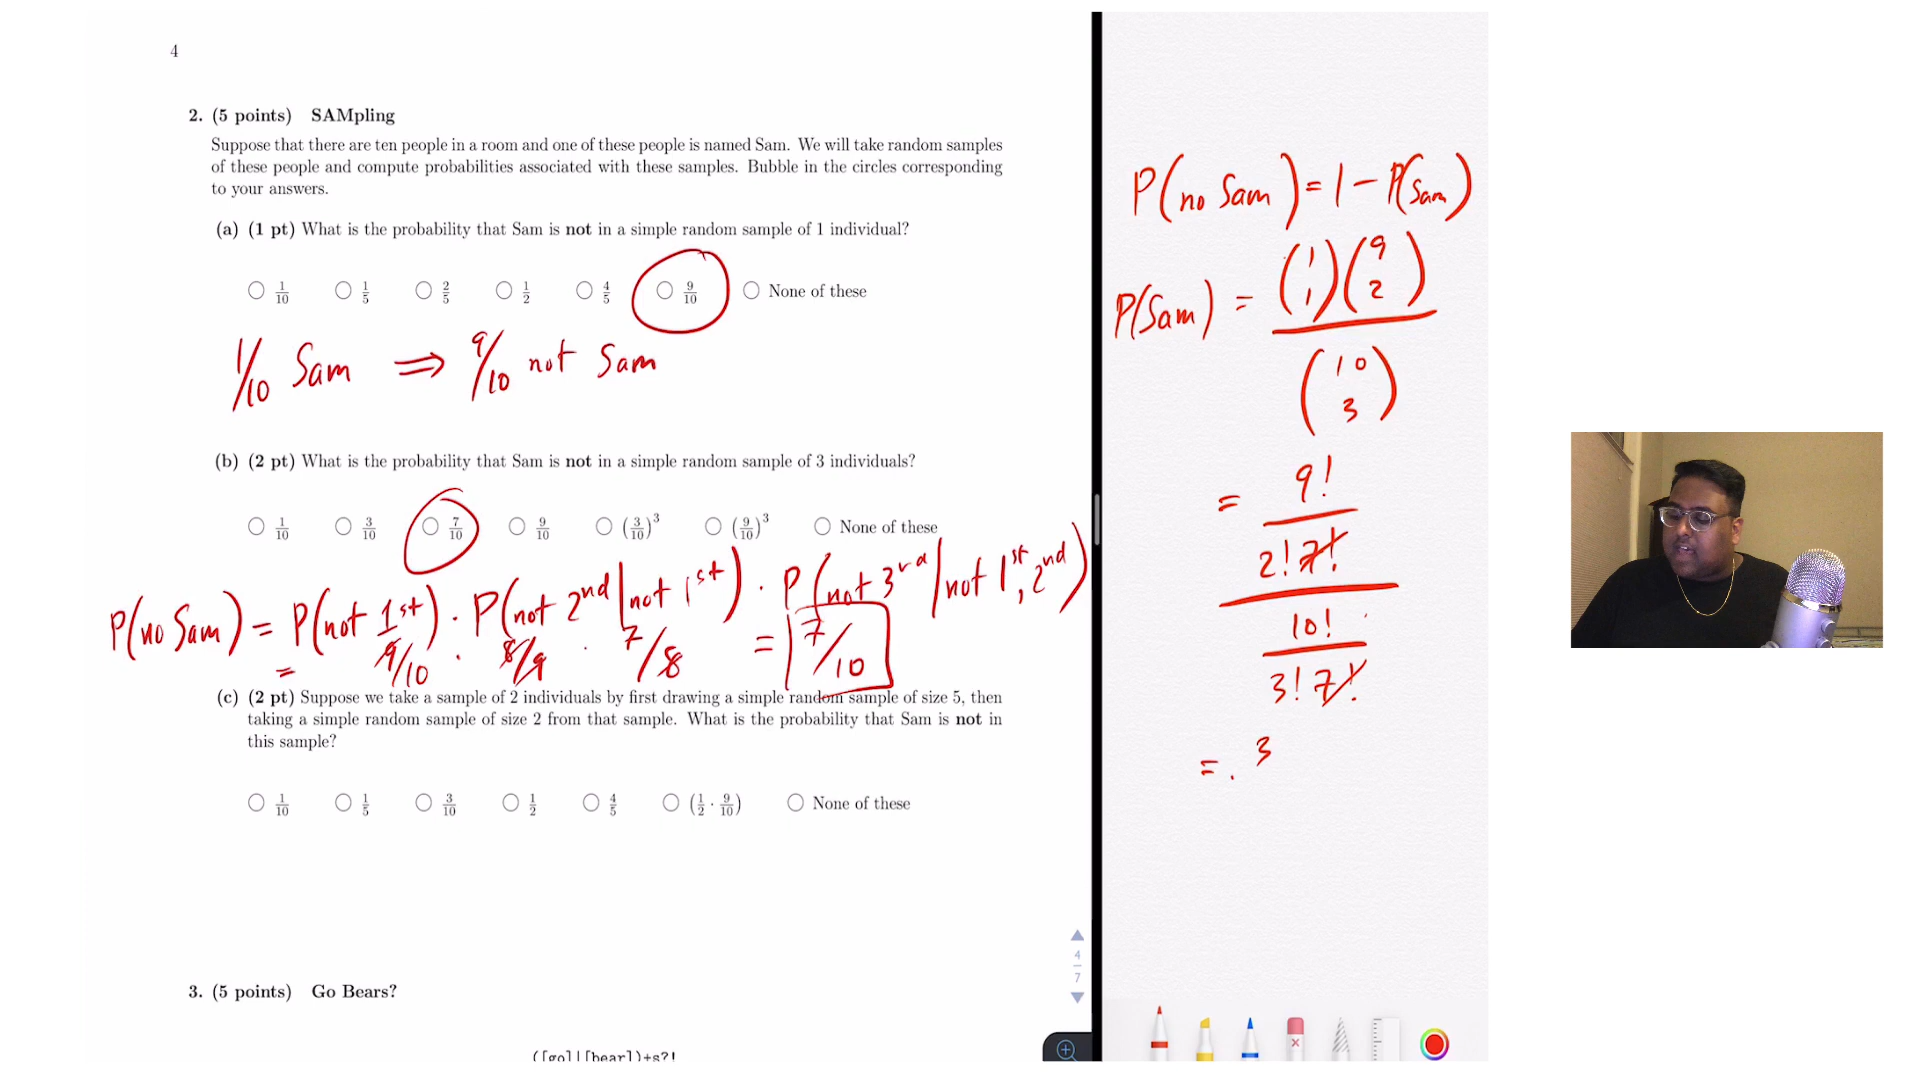 4
2. (5 points) SAMpling
Suppose that there are ten people in a room and one of these people is named Sam. We will take random samples
of these people and compute probabilities associated with these samples. Bubble in the circles corresponding
to your answers.
(a) (1 pt) What is the probability that Sam is not in a simple random sample of 1 individual?
○ 1/10 ○ 1/5 ○ 2/5 ○ 1/2 ○ 4/5 ○ 9/10 ○ None of these
1/10 Sam ⇒ 9/10 not Sam
(b) (2 pt) What is the probability that Sam is not in a simple random sample of 3 individuals?
○ 1/10 ○ 3/10 ○ 7/10 ○ 9/10 ○ (3/10)^3 ○ (9/10)^3 ○ None of these
P(no Sam) = P(not 1st) · P(not 2nd | not 1st) · P(not 3rd | not 1st, 2nd)
= 9/10 · 8/9 · 7/8 = 7/10
(c) (2 pt) Suppose we take a sample of 2 individuals by first drawing a simple random sample of size 5, then
taking a simple random sample of size 2 from that sample. What is the probability that Sam is not in
this sample?
○ 1/10 ○ 1/5 ○ 3/10 ○ 1/2 ○ 4/5 ○ (1/2 · 9/10) ○ None of these
3. (5 points) Go Bears?
([go]|[bear])+s?!
4
7
P(no Sam) = 1 - P(Sam)
P(Sam) = (1 1)(9 2)
(10 3)
= 9!
2! 7!
10!
3! 7!
= . 3